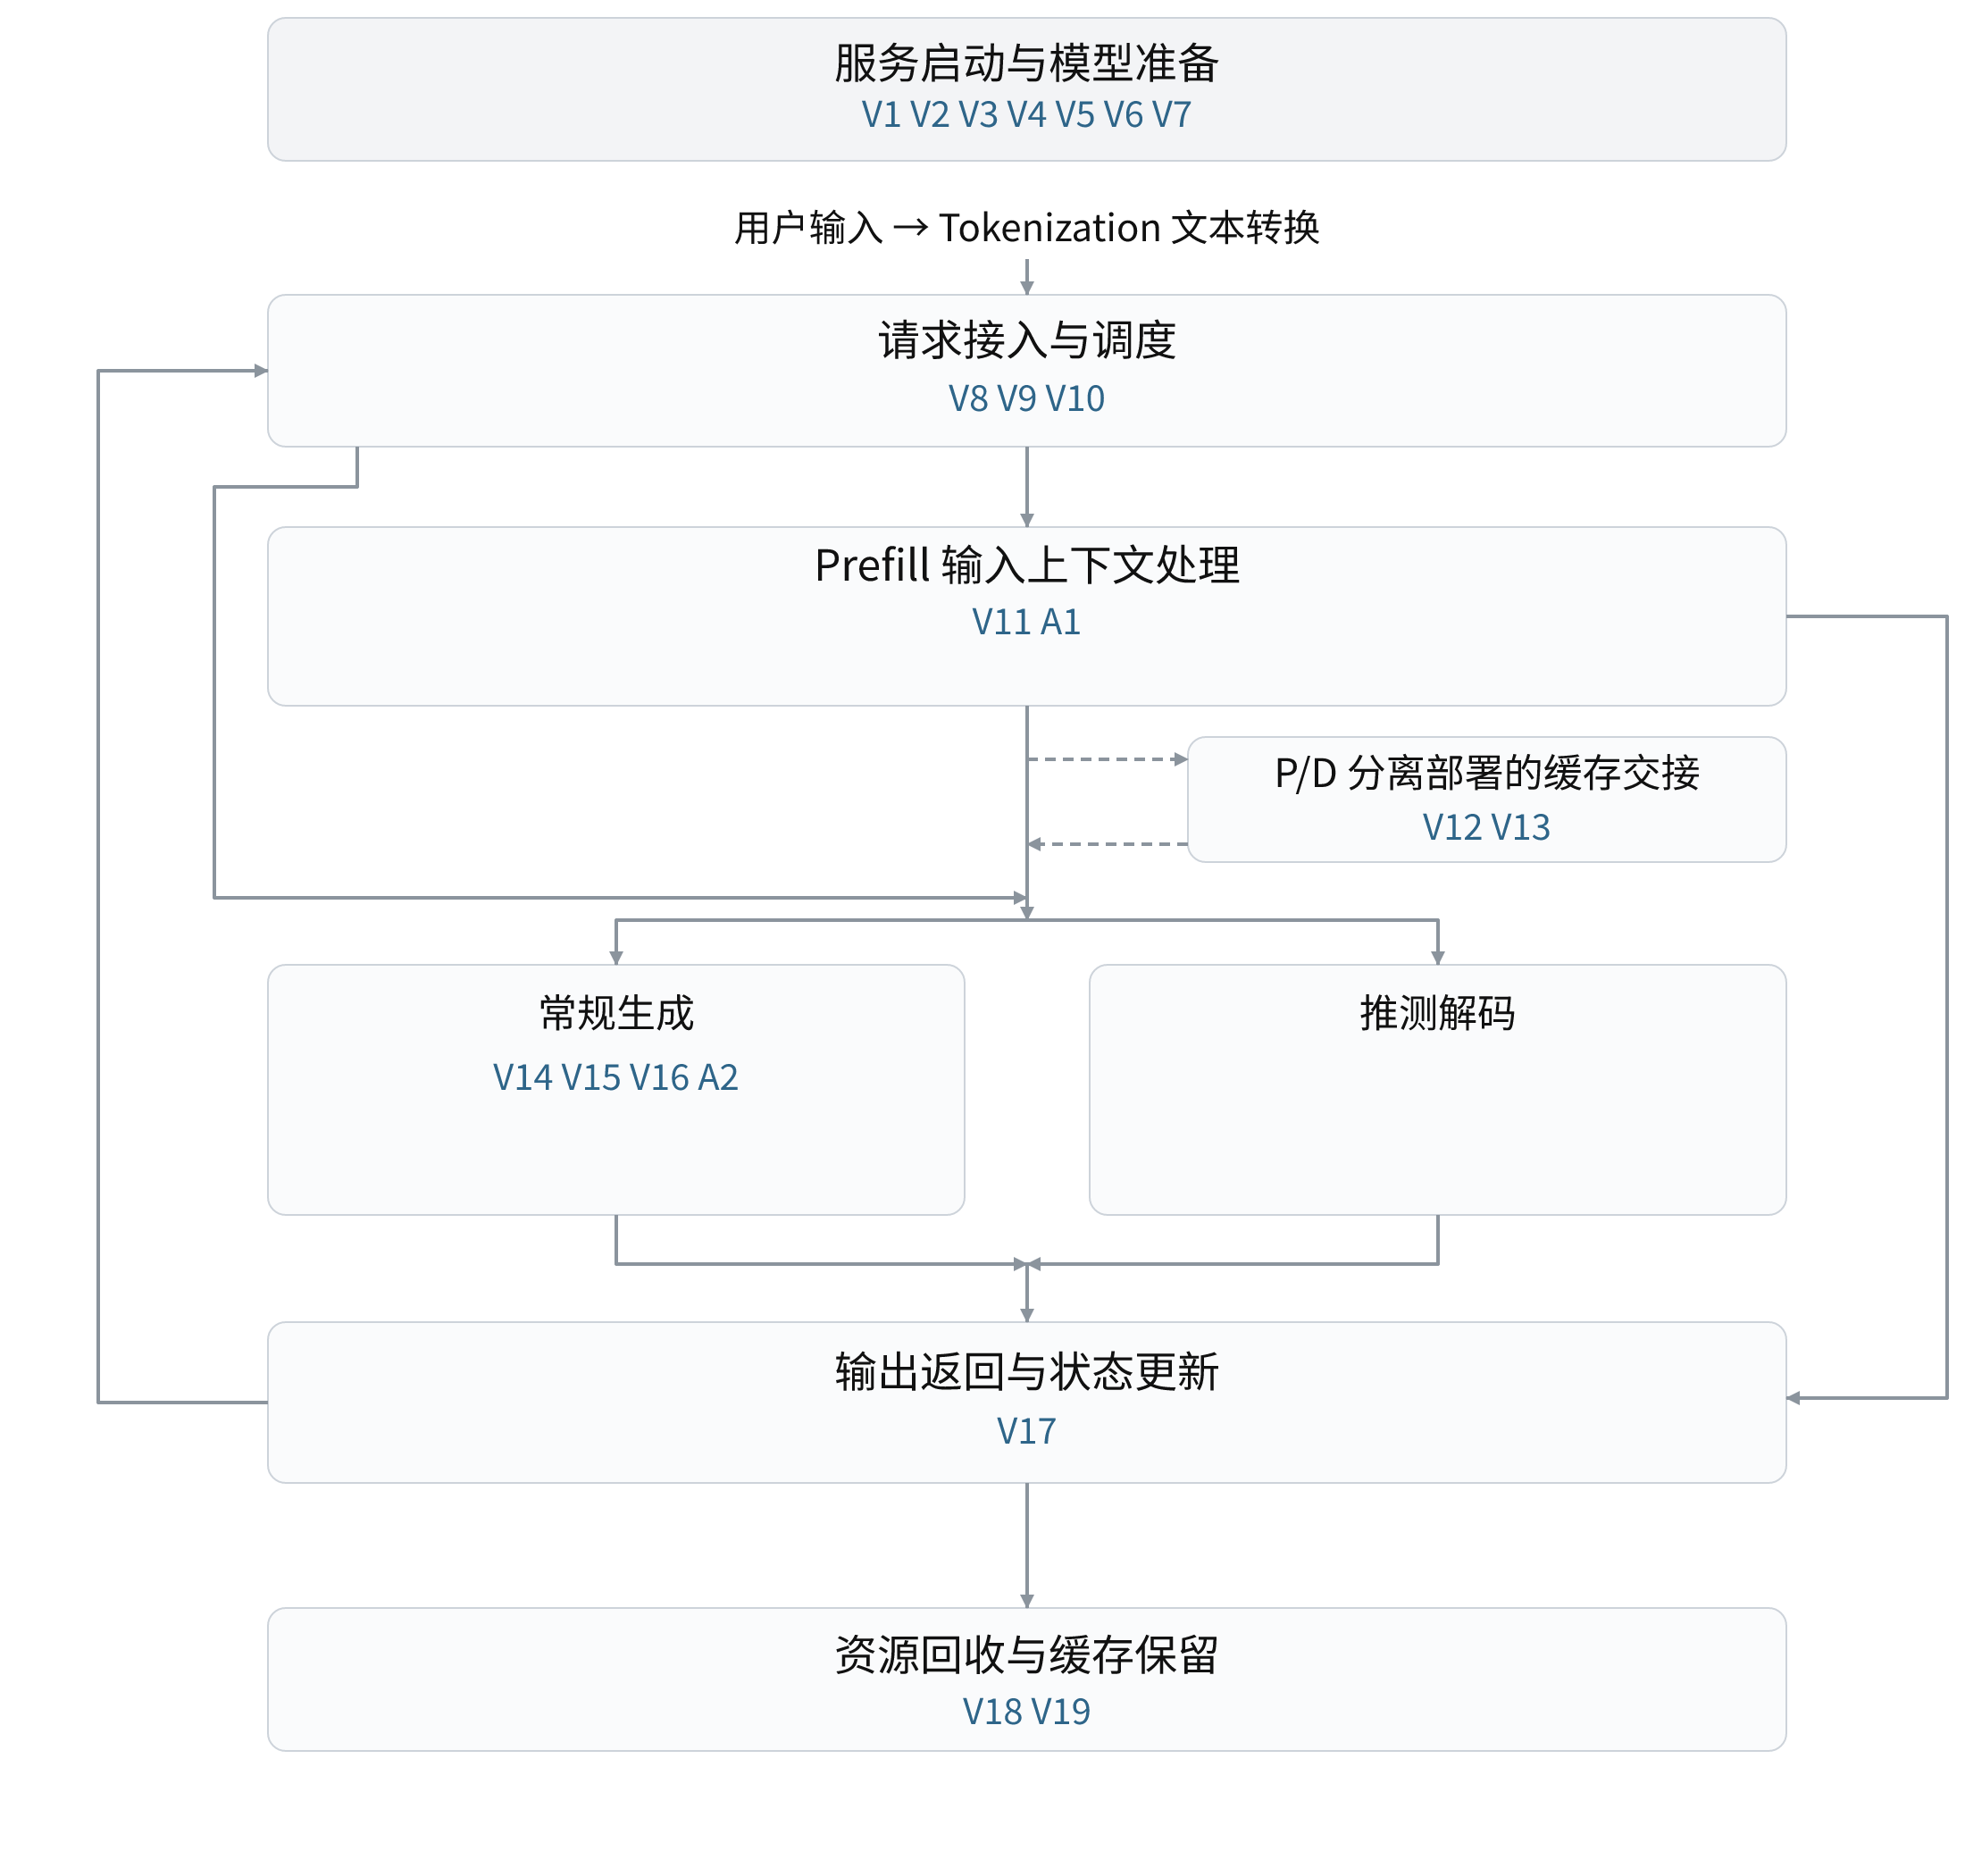 服务启动与模型准备
V1 V2 V3 V4 V5 V6 V7
用户输入 → Tokenization 文本转换
请求接入与调度
V8 V9 V10
Prefill 输入上下文处理
V11 A1
P/D 分离部署的缓存交接
V12 V13
常规生成
V14 V15 V16 A2
推测解码
输出返回与状态更新
V17
资源回收与缓存保留
V18 V19